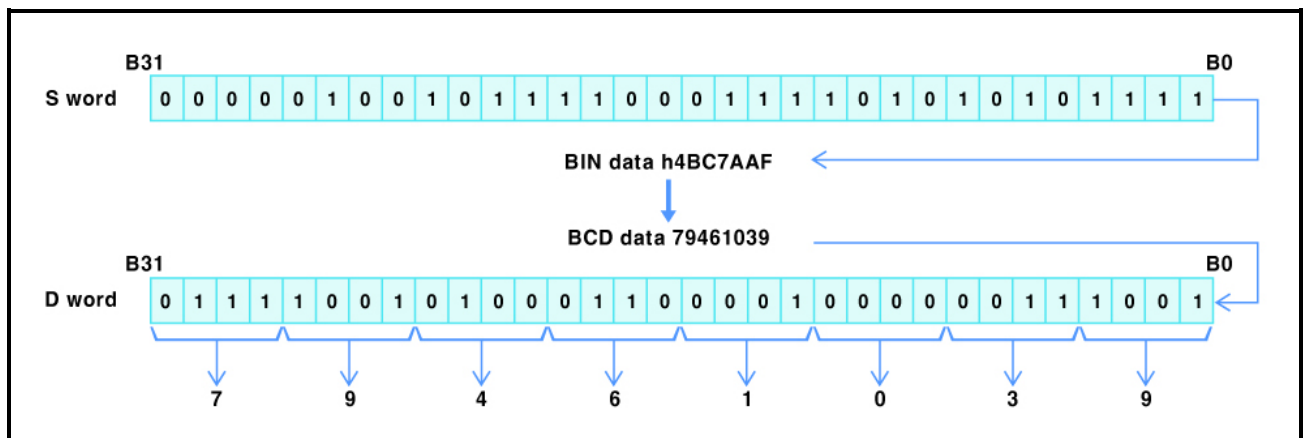 B31 B0
S word 0 0 0 0 0 1 0 0 1 0 1 1 1 1 0 0 0 1 1 1 1 0 1 0 1 0 1 0 1 1 1 1
BIN data h4BC7AAF
BCD data 79461039
B31 B0
D word 0 1 1 1 1 0 0 1 0 1 0 0 0 1 1 0 0 0 0 1 0 0 0 0 0 0 1 1 1 0 0 1
7 9 4 6 1 0 3 9